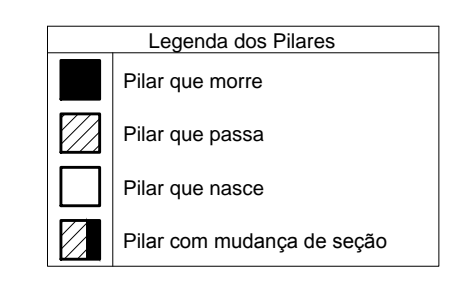 Legenda dos Pilares
Pilar que morre
Pilar que passa
Pilar que nasce
Pilar com mudança de seção